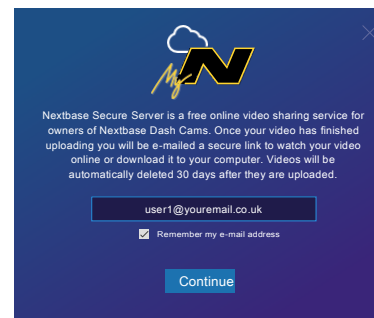 My N
Nextbase Secure Server is a free online video sharing service for
owners of Nextbase Dash Cams. Once your video has finished
uploading you will be e-mailed a secure link to watch your video
online or download it to your computer. Videos will be
automatically deleted 30 days after they are uploaded.
user1@youremail.co.uk
Remember my e-mail address
Continue